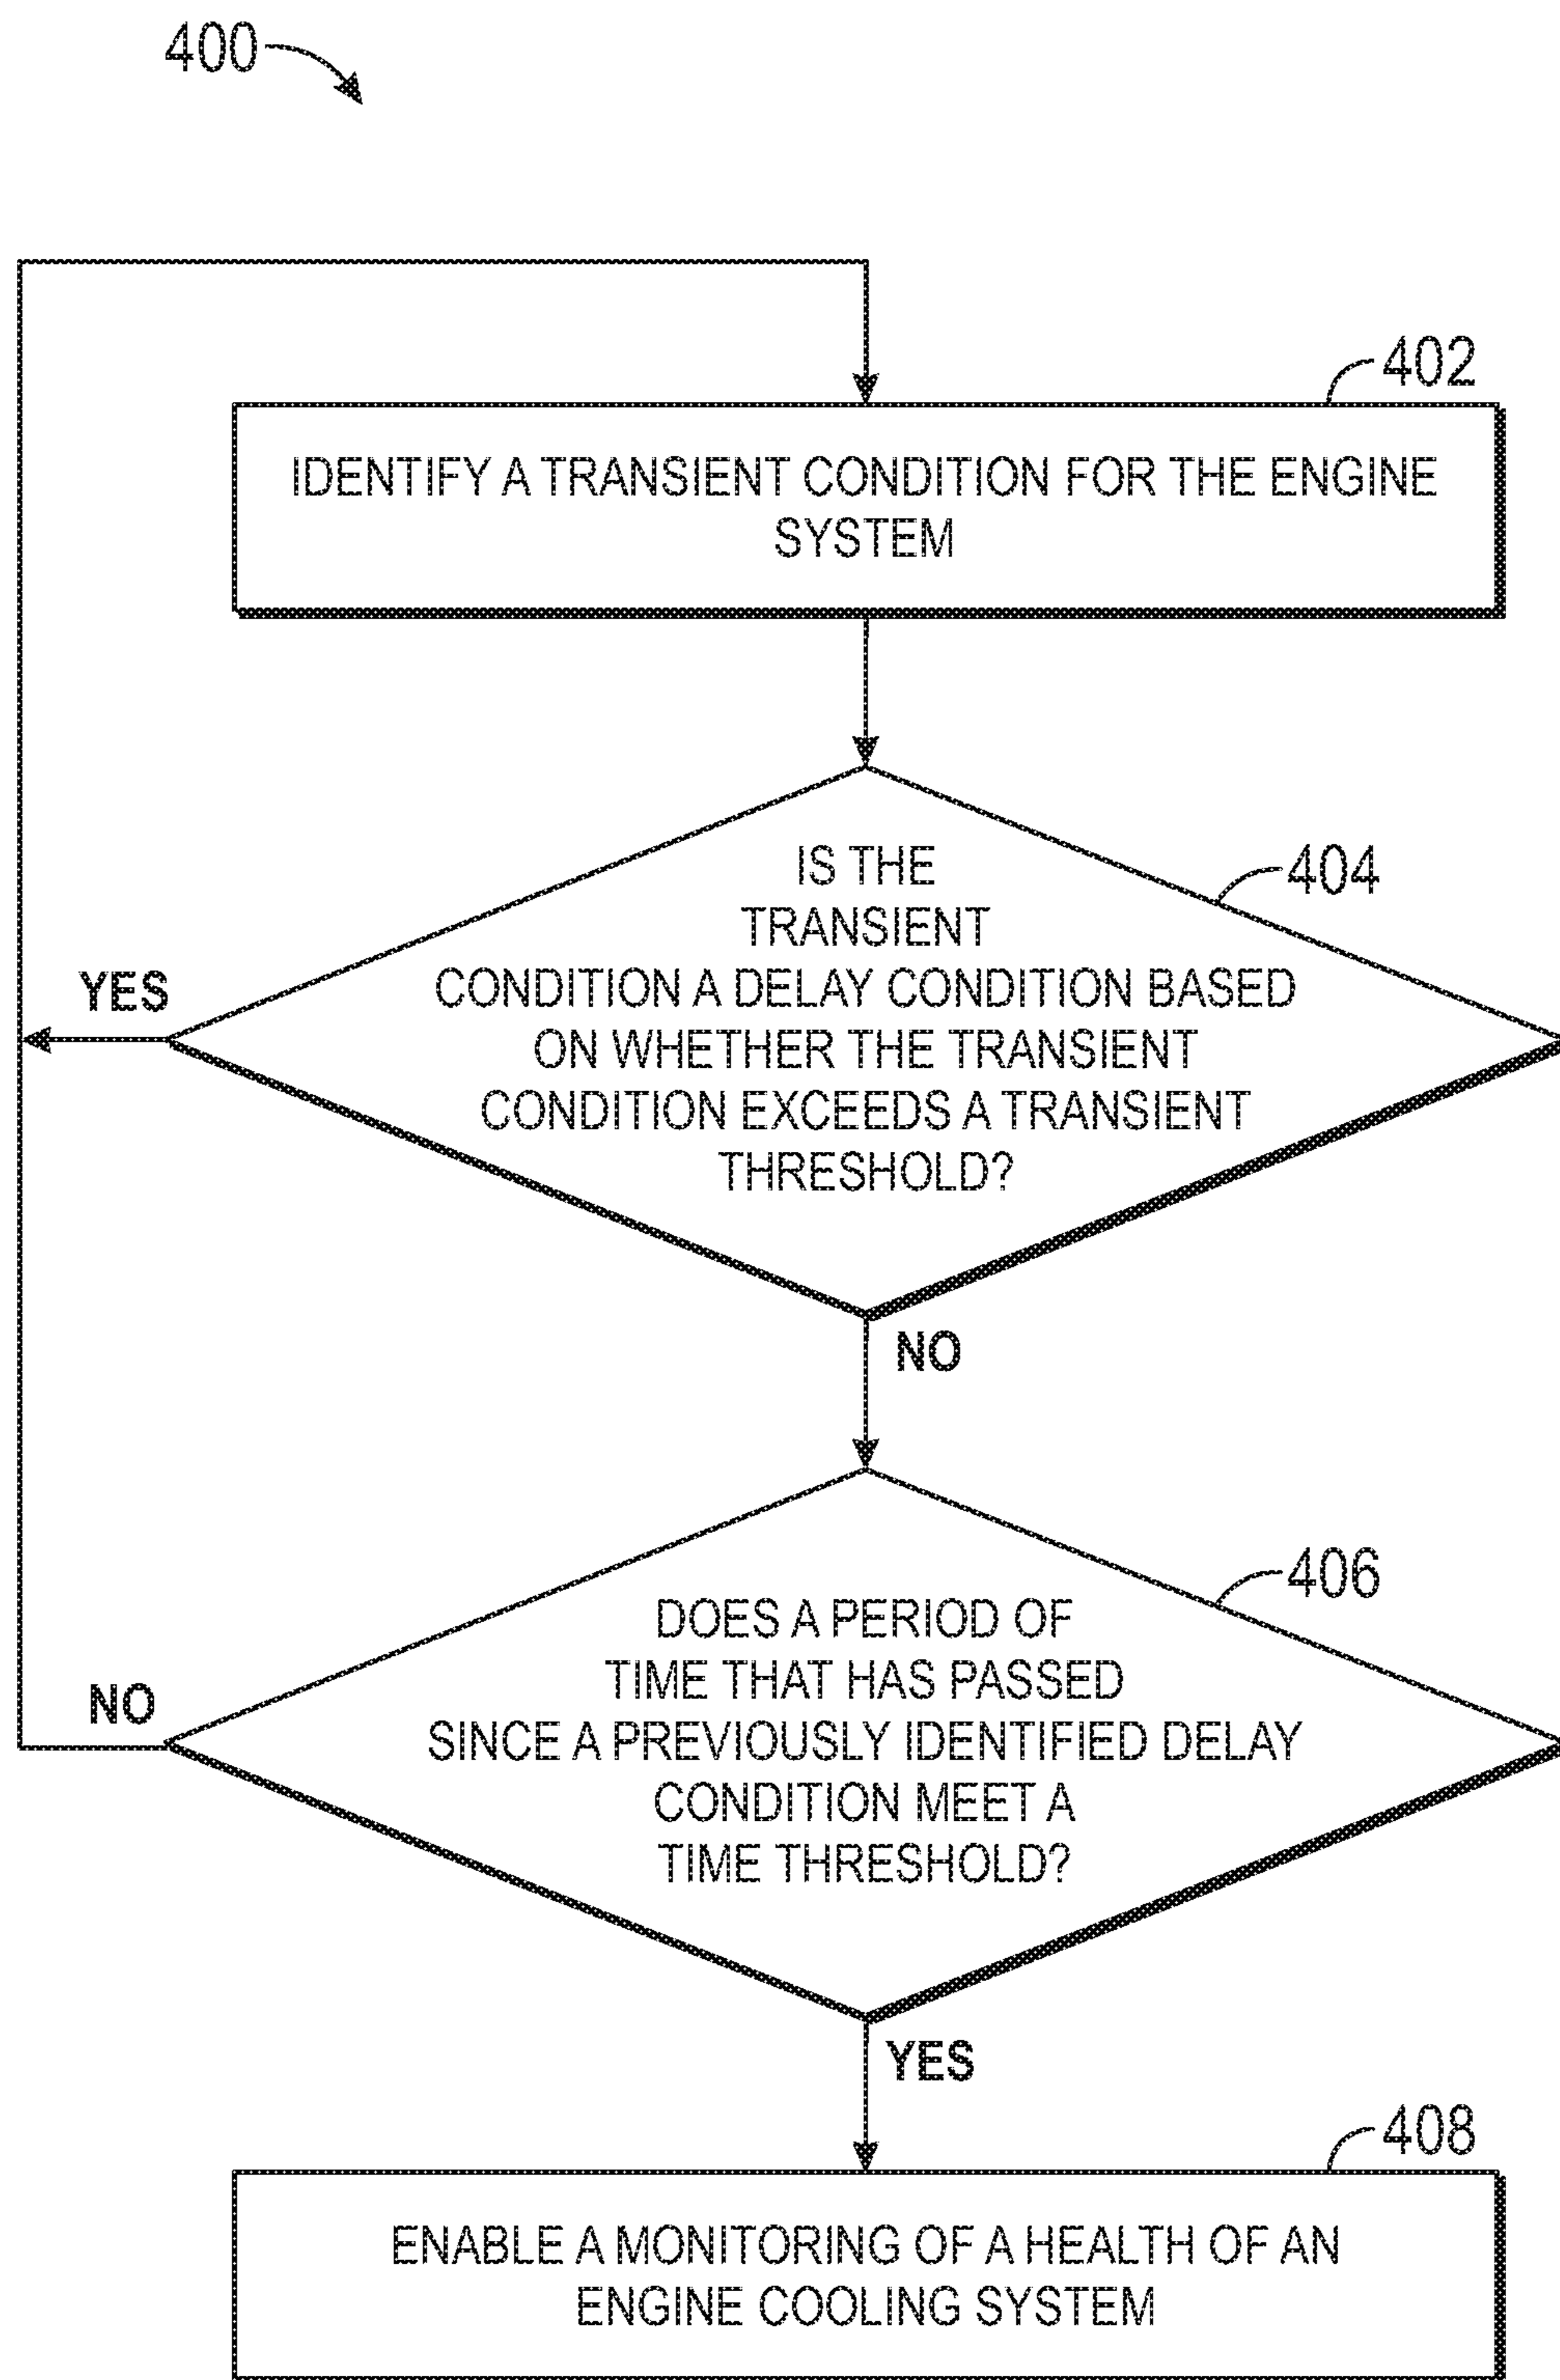 400
402
IDENTIFY A TRANSIENT CONDITION FOR THE ENGINE
SYSTEM
404
IS THE
TRANSIENT
CONDITION A DELAY CONDITION BASED
ON WHETHER THE TRANSIENT
CONDITION EXCEEDS A TRANSIENT
THRESHOLD?
YES
NO
406
DOES A PERIOD OF
TIME THAT HAS PASSED
SINCE A PREVIOUSLY IDENTIFIED DELAY
CONDITION MEET A
TIME THRESHOLD?
NO
YES
408
ENABLE A MONITORING OF A HEALTH OF AN
ENGINE COOLING SYSTEM